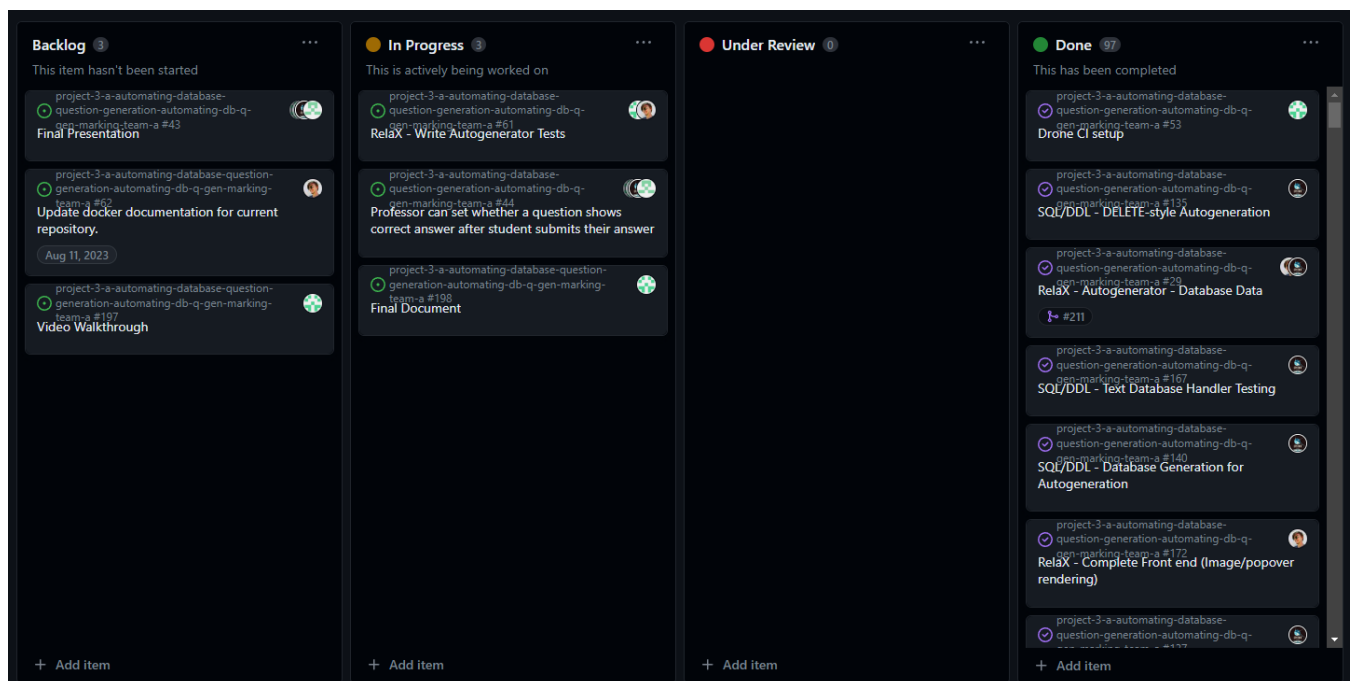 Backlog 3
This item hasn't been started
project-3-a-automating-database-
question-generation-automating-db-q-
gen-marking-team-a #43
Final Presentation
project-3-a-automating-database-question-
generation-automating-db-q-gen-marking-
team-a #62
Update docker documentation for current
repository.
Aug 11, 2023
project-3-a-automating-database-question-
generation-automating-db-q-gen-marking-
team-a #197
Video Walkthrough
+ Add item
In Progress 3
This is actively being worked on
project-3-a-automating-database-
question-generation-automating-db-q-
gen-marking-team-a #61
RelaX - Write Autogenerator Tests
project-3-a-automating-database-
question-generation-automating-db-q-
gen-marking-team-a #44
Professor can set whether a question shows
correct answer after student submits their answer
project-3-a-automating-database-question-
generation-automating-db-q-gen-marking-
team-a #198
Final Document
+ Add item
Under Review 0
+ Add item
Done 97
This has been completed
project-3-a-automating-database-
question-generation-automating-db-q-
gen-marking-team-a #53
Drone CI setup
project-3-a-automating-database-
question-generation-automating-db-q-
gen-marking-team-a #135
SQL/DDL - DELETE-style Autogeneration
project-3-a-automating-database-
question-generation-automating-db-q-
gen-marking-team-a #29
RelaX - Autogenerator - Database Data
#211
project-3-a-automating-database-
question-generation-automating-db-q-
gen-marking-team-a #167
SQL/DDL - Text Database Handler Testing
project-3-a-automating-database-
question-generation-automating-db-q-
gen-marking-team-a #140
SQL/DDL - Database Generation for
Autogeneration
project-3-a-automating-database-
question-generation-automating-db-q-
gen-marking-team-a #172
RelaX - Complete Front end (Image/popover
rendering)
project-3-a-automating-database-
question-generation-automating-db-q-
gen-marking-team-a #137
+ Add item